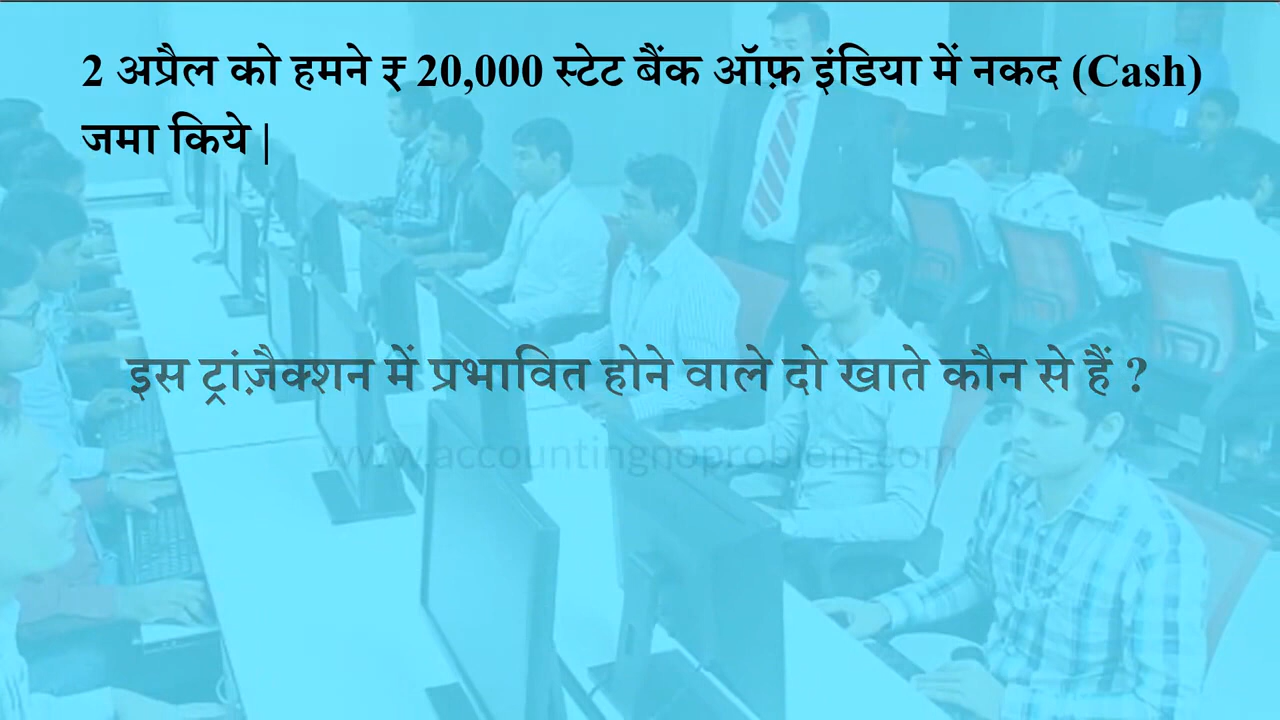 2 अप्रैल को हमने ₹ 20,000 स्टेट बैंक ऑफ़ इंडिया में नकद (Cash)
जमा किये |
इस ट्रांज़ैक्शन में प्रभावित होने वाले दो खाते कौन से हैं ?
www.accountingnoproblem.com